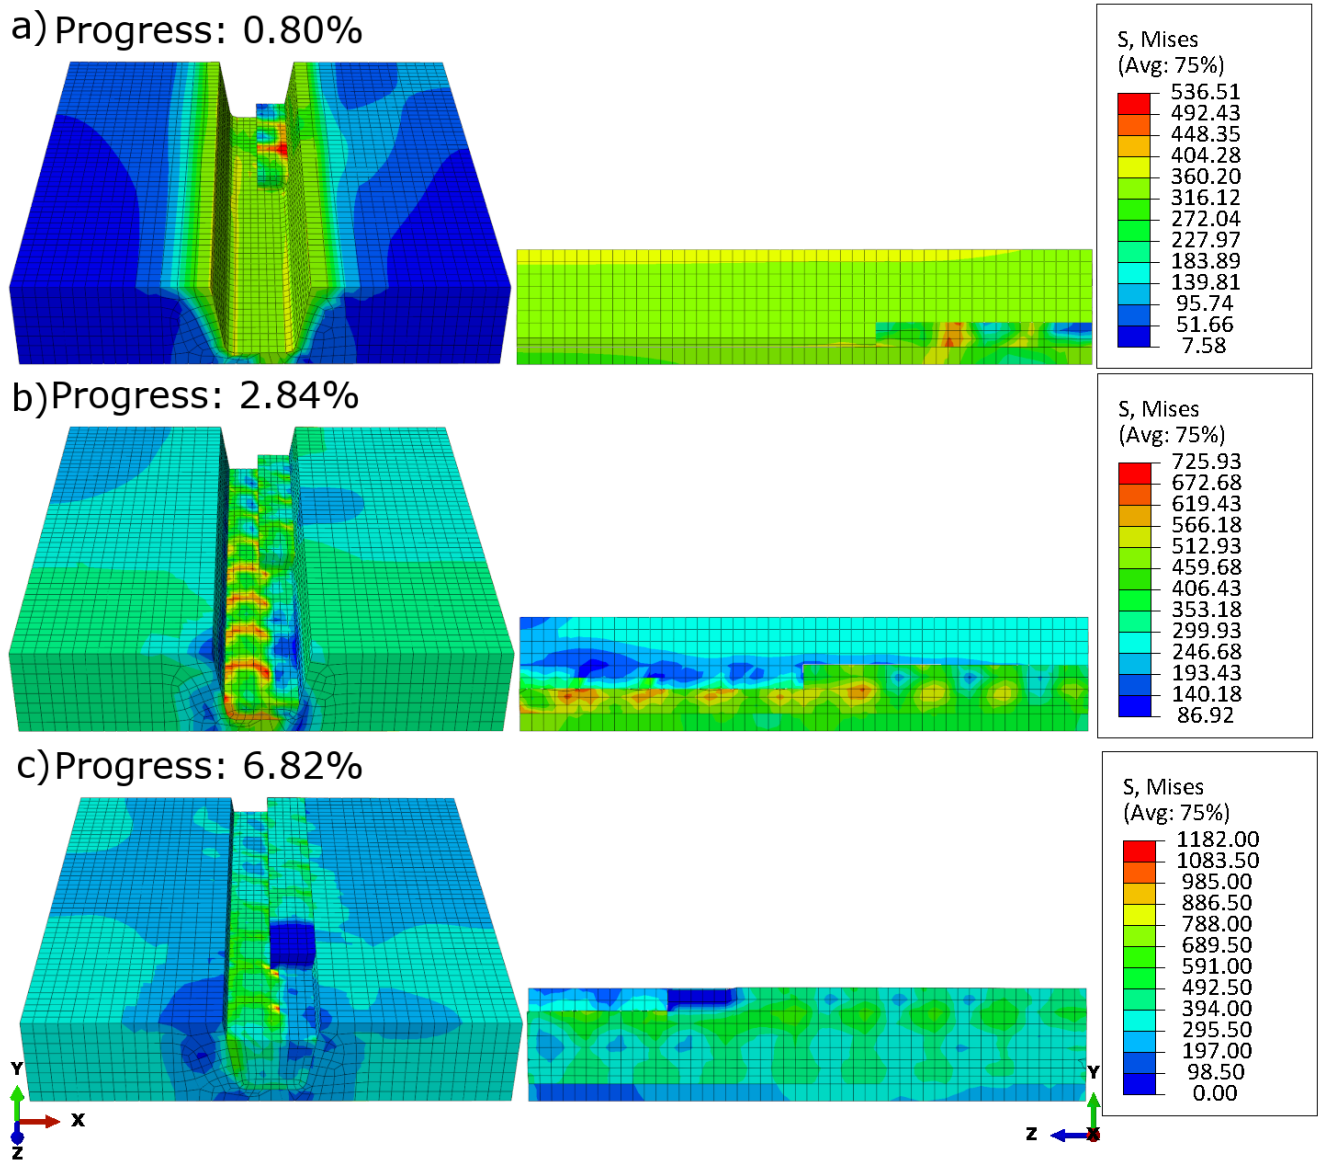 a) Progress: 0.80%
S, Mises
(Avg: 75%)
536.51
492.43
448.35
404.28
360.20
316.12
272.04
227.97
183.89
139.81
95.74
51.66
7.58
b) Progress: 2.84%
S, Mises
(Avg: 75%)
725.93
672.68
619.43
566.18
512.93
459.68
406.43
353.18
299.93
246.68
193.43
140.18
86.92
c) Progress: 6.82%
S, Mises
(Avg: 75%)
1182.00
1083.50
985.00
886.50
788.00
689.50
591.00
492.50
394.00
295.50
197.00
98.50
0.00
Y
X
Z
Y
Z
X